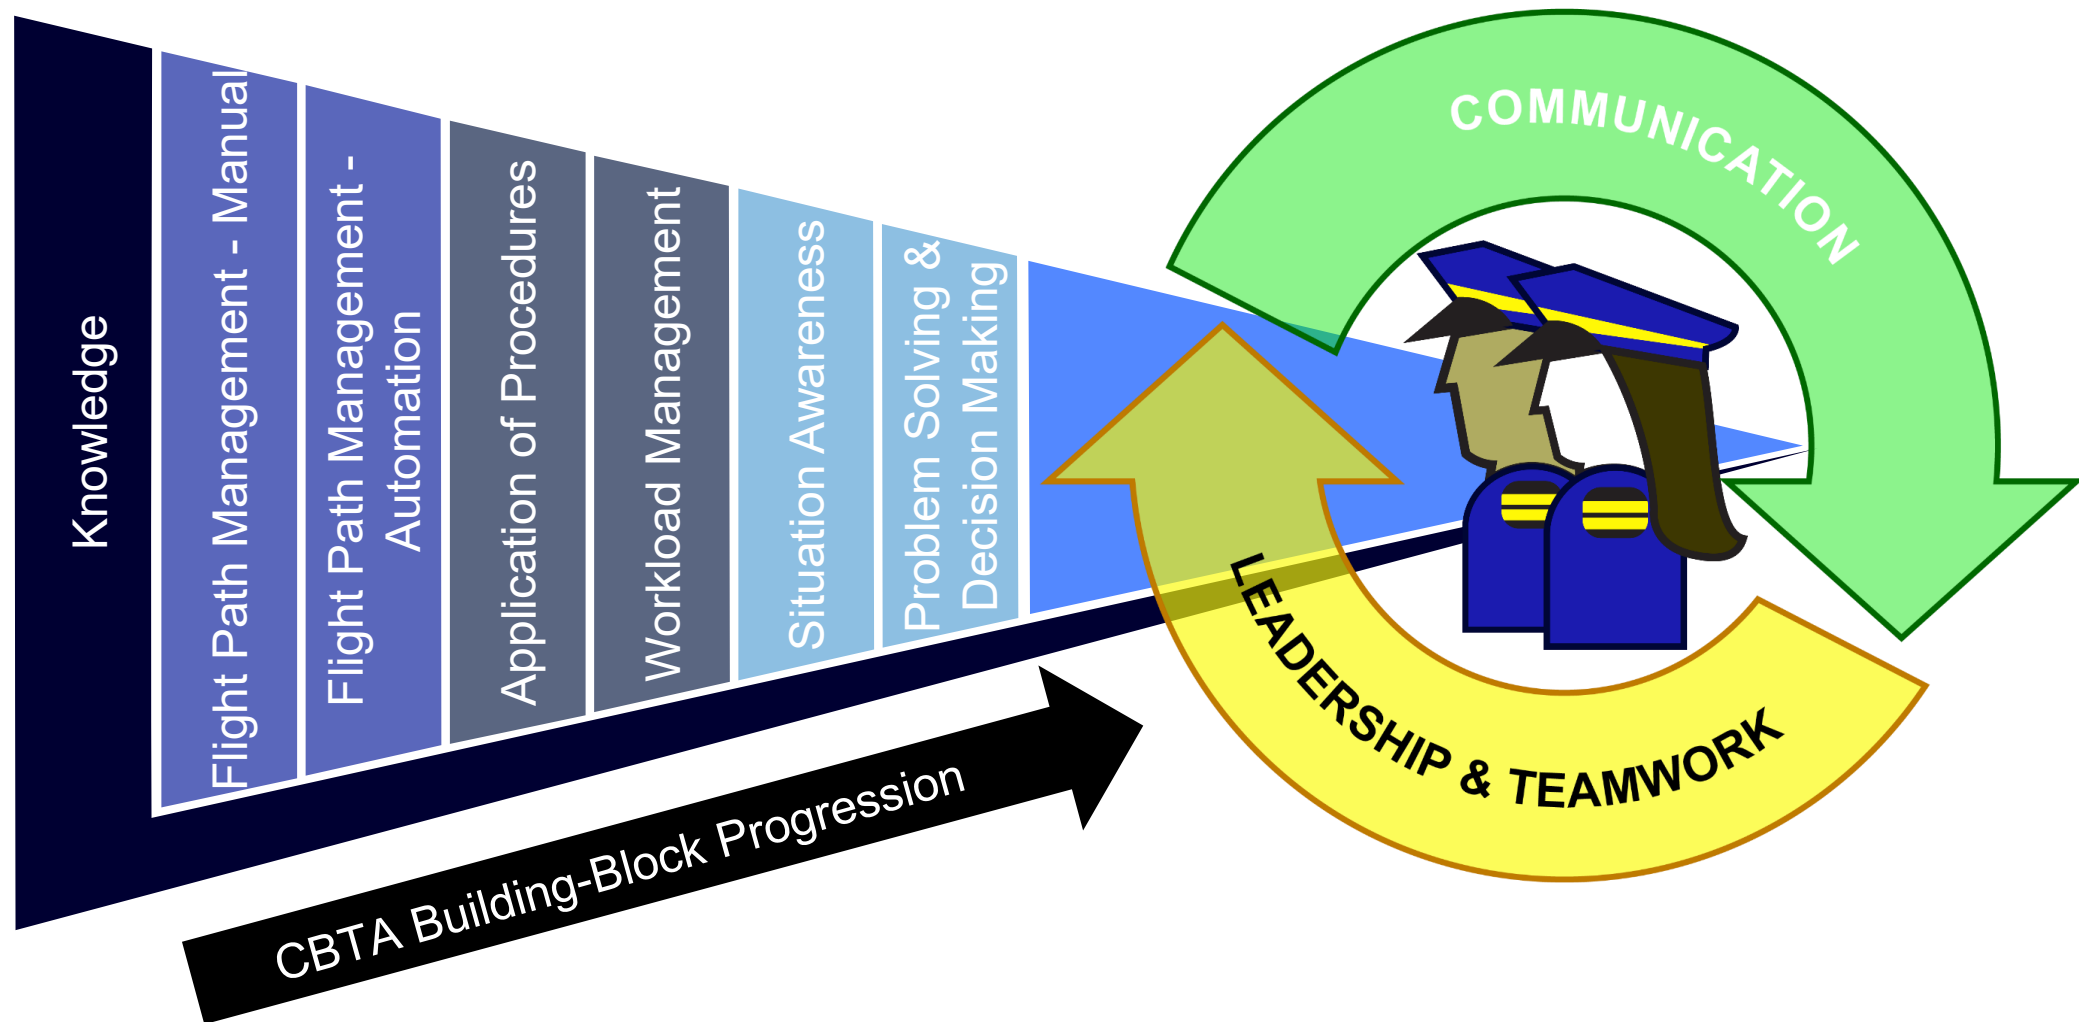 Knowledge
Flight Path Management - Manual
Flight Path Management -
Automation
Application of Procedures
Workload Management
Situation Awareness
Problem Solving &
Decision Making
COMMUNICATION
LEADERSHIP & TEAMWORK
CBTA Building-Block Progression